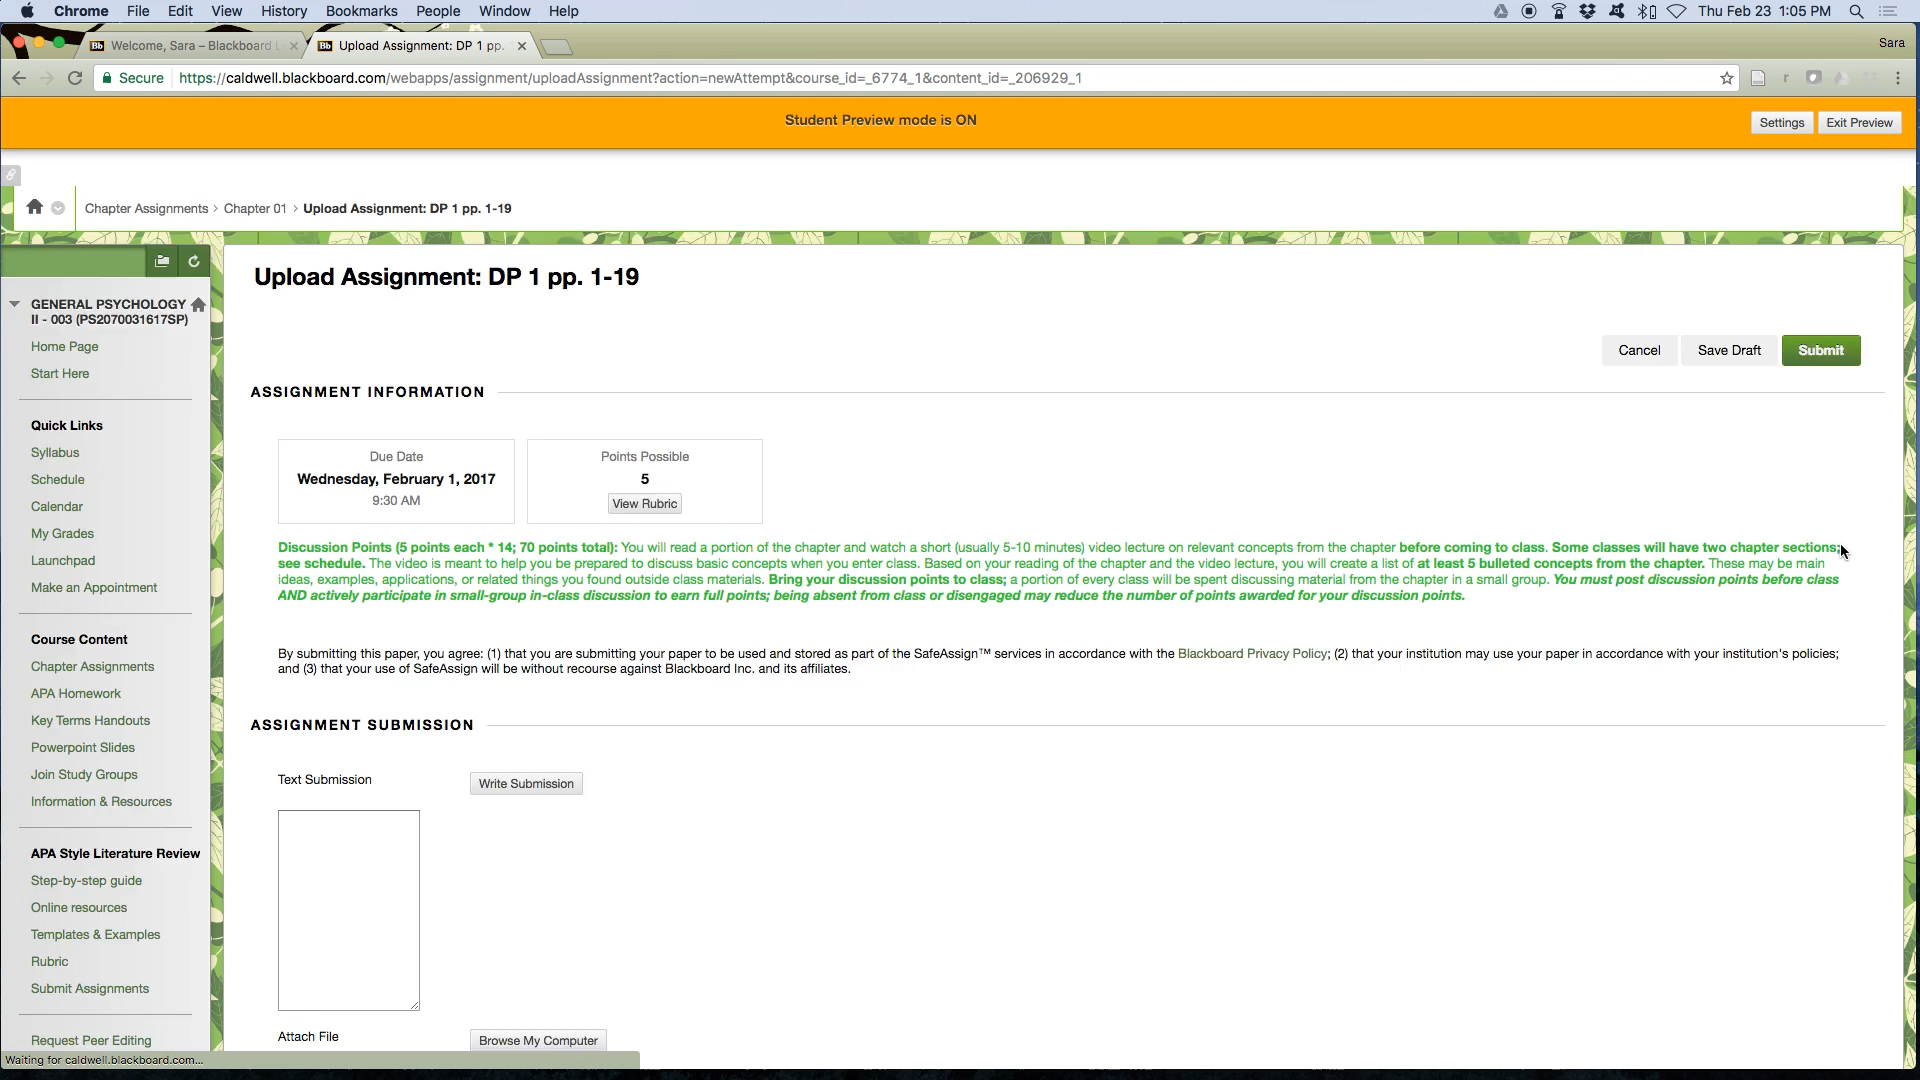 Chrome File Edit View History Bookmarks People Window Help Thu Feb 23 1:05 PM
Bb Welcome, Sara – Blackboard Bb Upload Assignment: DP 1 pp. Sara
Secure https://caldwell.blackboard.com/webapps/assignment/uploadAssignment?action=newAttempt&course_id=_6774_1&content_id=_206929_1
Student Preview mode is ON
Settings Exit Preview
Chapter Assignments > Chapter 01 > Upload Assignment: DP 1 pp. 1-19
GENERAL PSYCHOLOGY
II - 003 (PS2070031617SP)
Home Page
Start Here
Quick Links
Syllabus
Schedule
Calendar
My Grades
Launchpad
Make an Appointment
Course Content
Chapter Assignments
APA Homework
Key Terms Handouts
Powerpoint Slides
Join Study Groups
Information & Resources
APA Style Literature Review
Step-by-step guide
Online resources
Templates & Examples
Rubric
Submit Assignments
Request Peer Editing
Waiting for caldwell.blackboard.com...
Upload Assignment: DP 1 pp. 1-19
Cancel Save Draft Submit
ASSIGNMENT INFORMATION
Due Date
Wednesday, February 1, 2017
9:30 AM
Points Possible
5
View Rubric
Discussion Points (5 points each * 14; 70 points total): You will read a portion of the chapter and watch a short (usually 5-10 minutes) video lecture on relevant concepts from the chapter before coming to class. Some classes will have two chapter sections;
see schedule. The video is meant to help you be prepared to discuss basic concepts when you enter class. Based on your reading of the chapter and the video lecture, you will create a list of at least 5 bulleted concepts from the chapter. These may be main
ideas, examples, applications, or related things you found outside class materials. Bring your discussion points to class; a portion of every class will be spent discussing material from the chapter in a small group. You must post discussion points before class
AND actively participate in small-group in-class discussion to earn full points; being absent from class or disengaged may reduce the number of points awarded for your discussion points.
By submitting this paper, you agree: (1) that you are submitting your paper to be used and stored as part of the SafeAssign™ services in accordance with the Blackboard Privacy Policy; (2) that your institution may use your paper in accordance with your institution's policies;
and (3) that your use of SafeAssign will be without recourse against Blackboard Inc. and its affiliates.
ASSIGNMENT SUBMISSION
Text Submission Write Submission
Attach File Browse My Computer